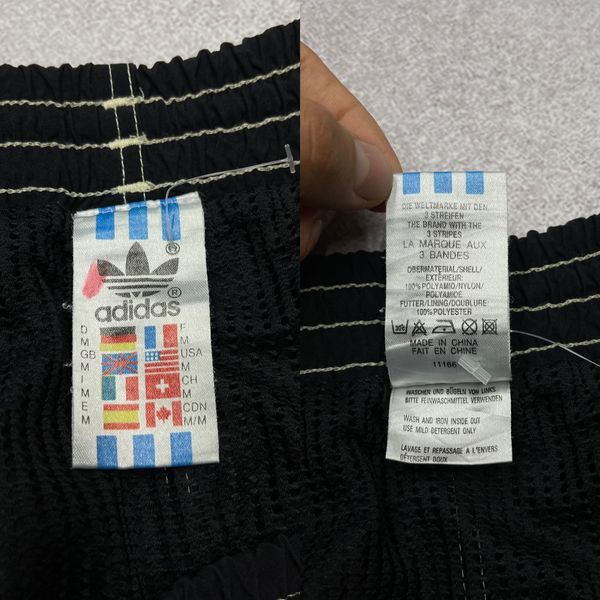 ®
adidas®
D
M
F
M
GB
M
USA
M
I
M
CH
M
E
M
CDN
M/M
DIE WELTMARKE MIT DEN
3 STREIFEN
THE BRAND WITH THE
3 STRIPES
LA MARQUE AUX
3 BANDES
OBERMATERIAL/SHELL/
EXTÉRIEUR
100% POLYAMID/NYLON/
POLYAMIDE
FUTTER/LINING/DOUBLURE
100% POLYESTER
MADE IN CHINA
FAIT EN CHINE
11166
WASCHEN UND BÜGELN VON LINKS
BITTE FEINWASCHMITTEL VERWENDEN
WASH AND IRON INSIDE OUT
USE MILD DETERGENT ONLY
LAVAGE ET REPASSAGE A L'ENVERS
DÉTERGENT DOUX